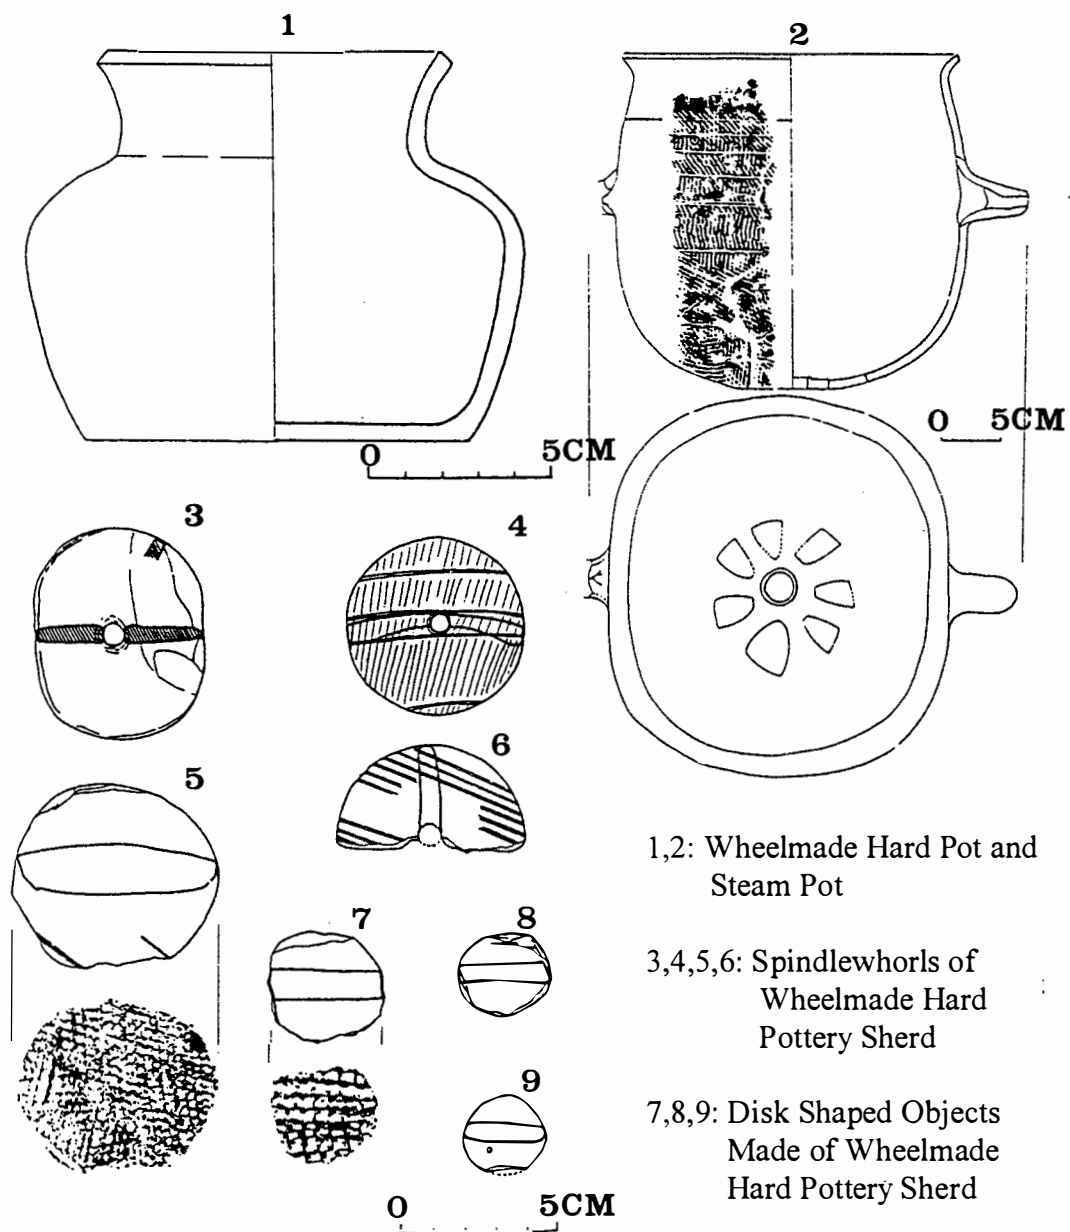 1
2
0 5CM
0 5CM
3
4
5
6
7
8
9
0 5CM
1,2: Wheelmade Hard Pot and
Steam Pot
3,4,5,6: Spindlewhorls of
Wheelmade Hard
Pottery Sherd
7,8,9: Disk Shaped Objects
Made of Wheelmade
Hard Pottery Sherd